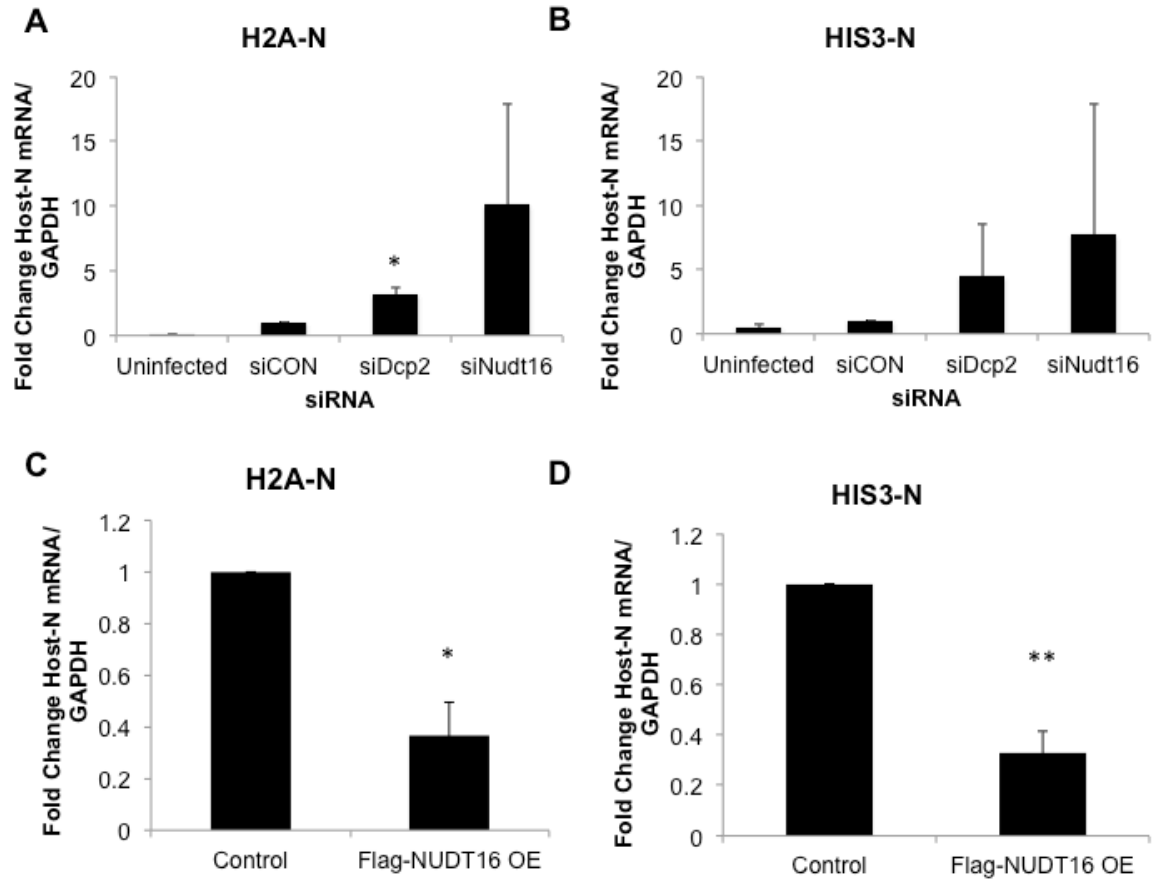 A
H2A-N
Fold Change Host-N mRNA/
GAPDH
20
15
10
5
0
*
Uninfected
siCON
siDcp2
siNudt16
siRNA
B
HIS3-N
Fold Change Host-N mRNA/
GAPDH
20
15
10
5
0
Uninfected
siCON
siDcp2
siNudt16
siRNA
C
H2A-N
Fold Change Host-N mRNA/
GAPDH
1.2
1
0.8
0.6
0.4
0.2
0
*
Control
Flag-NUDT16 OE
D
HIS3-N
Fold Change Host-N mRNA/
GAPDH
1.2
1
0.8
0.6
0.4
0.2
0
**
Control
Flag-NUDT16 OE